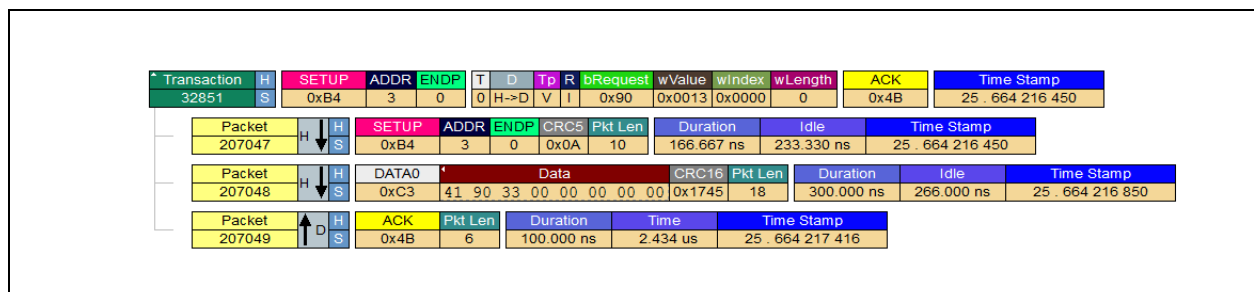 Transaction H SETUP ADDR ENDP T D Tp R bRequest wValue wIndex wLength ACK Time Stamp
32851 S 0xB4 3 0 0 H->D V I 0x90 0x0013 0x0000 0 0x4B 25 . 664 216 450
Packet H H SETUP ADDR ENDP CRC5 Pkt Len Duration Idle Time Stamp
207047 S 0xB4 3 0 0x0A 10 166.667 ns 233.330 ns 25 . 664 216 450
Packet H H DATA0 Data CRC16 Pkt Len Duration Idle Time Stamp
207048 S 0xC3 41 90 33 00 00 00 00 00 0x1745 18 300.000 ns 266.000 ns 25 . 664 216 850
Packet D H ACK Pkt Len Duration Time Time Stamp
207049 S 0x4B 6 100.000 ns 2.434 us 25 . 664 217 416